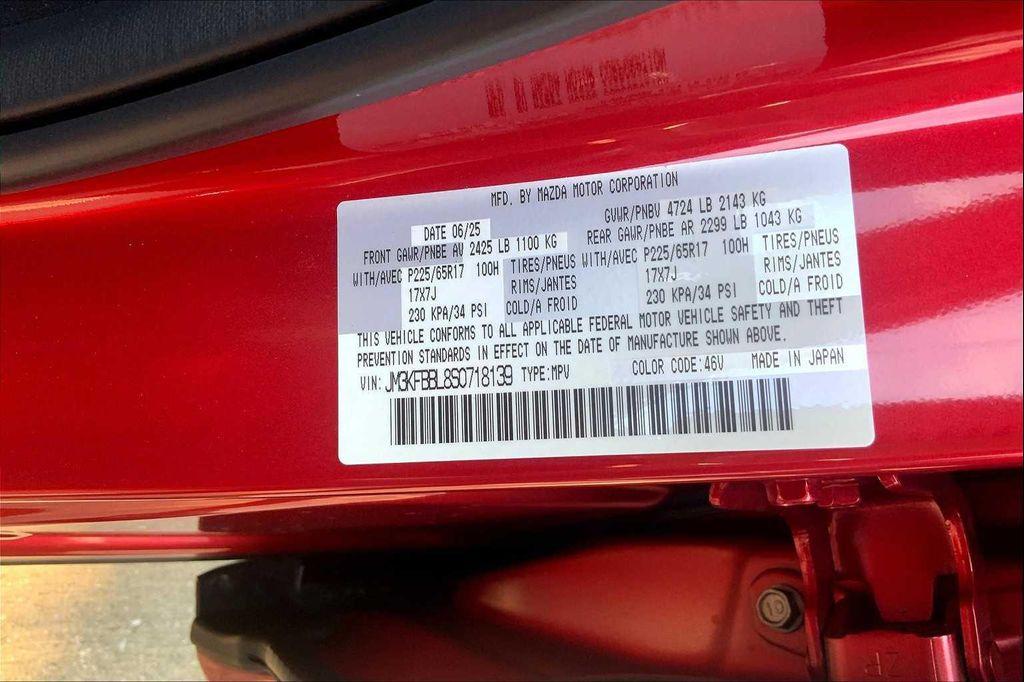 MFD. BY MAZDA MOTOR CORPORATION
DATE 06/25 GVWR/PNBV 4724 LB 2143 KG
FRONT GAWR/PNBE AV 2425 LB 1100 KG REAR GAWR/PNBE AR 2299 LB 1043 KG
WITH/AVEC P225/65R17 100H TIRES/PNEUS WITH/AVEC P225/65R17 100H TIRES/PNEUS
17X7J RIMS/JANTES 17X7J RIMS/JANTES
230 KPA/34 PSI COLD/A FROID 230 KPA/34 PSI COLD/A FROID
THIS VEHICLE CONFORMS TO ALL APPLICABLE FEDERAL MOTOR VEHICLE SAFETY AND THEFT
PREVENTION STANDARDS IN EFFECT ON THE DATE OF MANUFACTURE SHOWN ABOVE.
VIN: JM3KFBBL8S0718139 TYPE:MPV COLOR CODE:46V MADE IN JAPAN
10